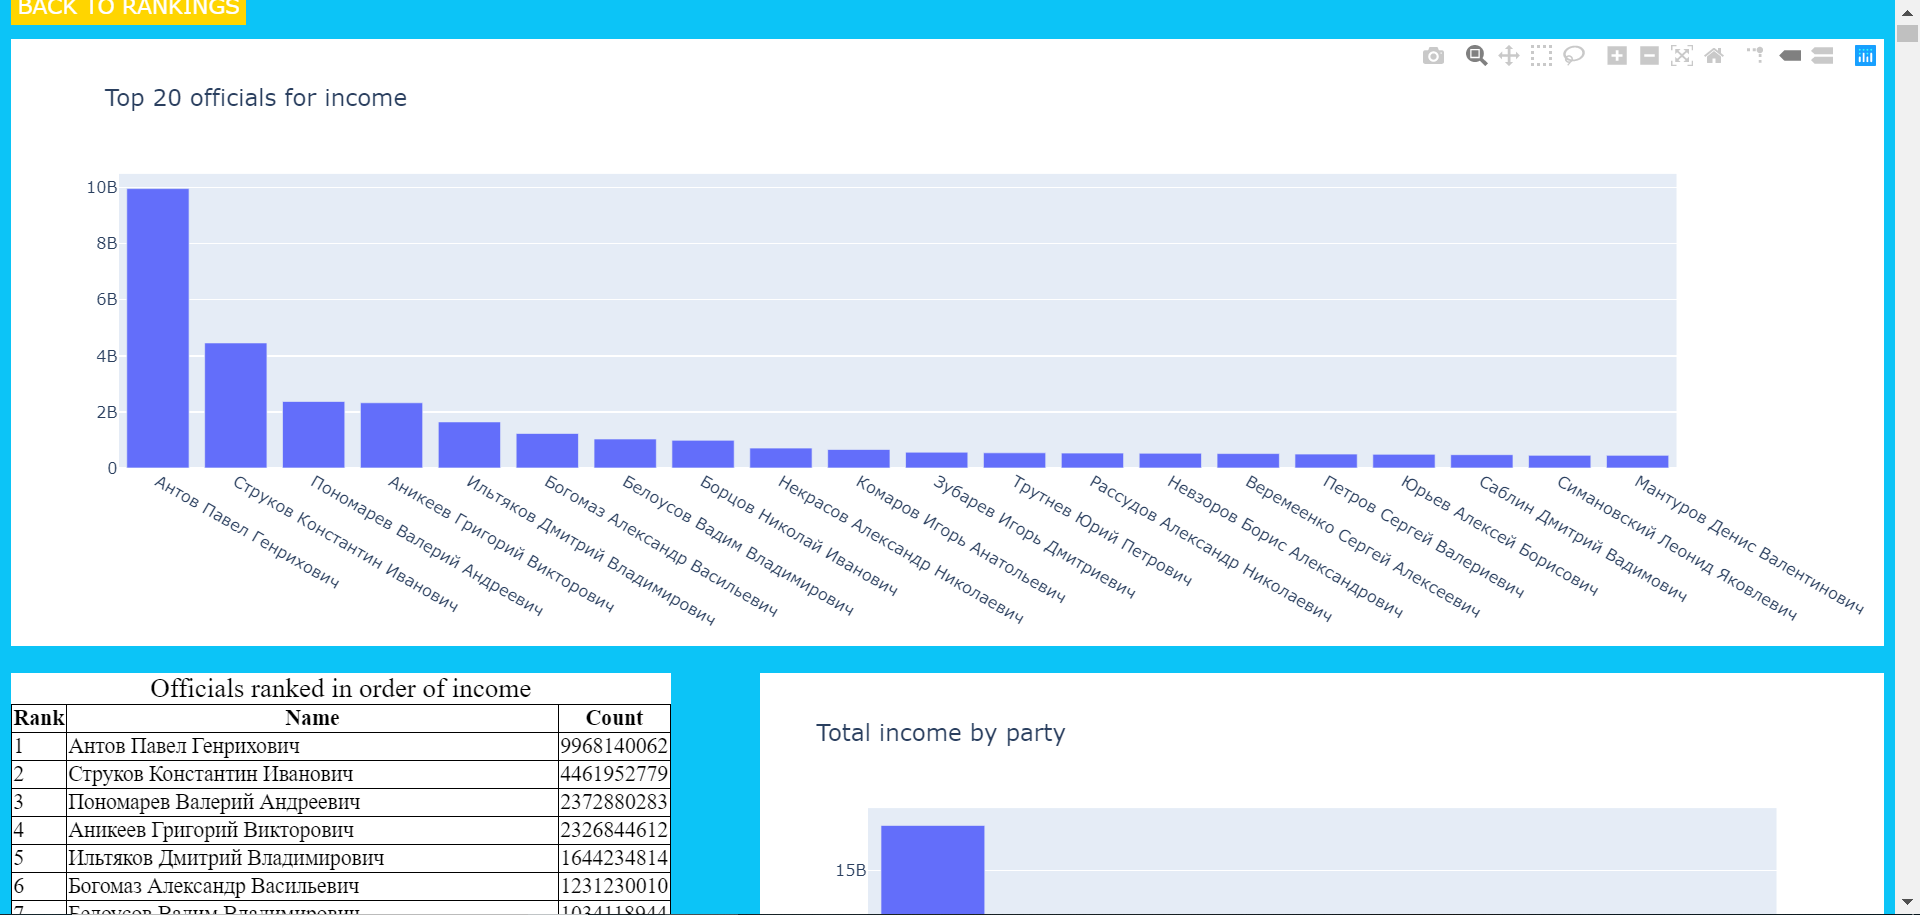 BACK TO RANKINGS
Top 20 officials for income
10B
8B
6B
4B
2B
0
Антов Павел Генрихович
Струков Константин Иванович
Пономарев Валерий Андреевич
Аникеев Григорий Викторович
Ильтяков Дмитрий Владимирович
Богомаз Александр Васильевич
Белоусов Вадим Владимирович
Борцов Николай Иванович
Некрасов Александр Николаевич
Комаров Игорь Анатольевич
Зубарев Игорь Дмитриевич
Трутнев Юрий Петрович
Рассудов Александр Николаевич
Невзоров Борис Александрович
Веремеенко Сергей Алексеевич
Петров Сергей Валериевич
Юрьев Алексей Борисович
Саблин Дмитрий Вадимович
Симановский Леонид Яковлевич
Мантуров Денис Валентинович
Officials ranked in order of income
Rank Name Count
1 Антов Павел Генрихович 9968140062
2 Струков Константин Иванович 4461952779
3 Пономарев Валерий Андреевич 2372880283
4 Аникеев Григорий Викторович 2326844612
5 Ильтяков Дмитрий Владимирович 1644234814
6 Богомаз Александр Васильевич 1231230010
7 Белоусов Вадим Владимирович 1034118944
Total income by party
15B